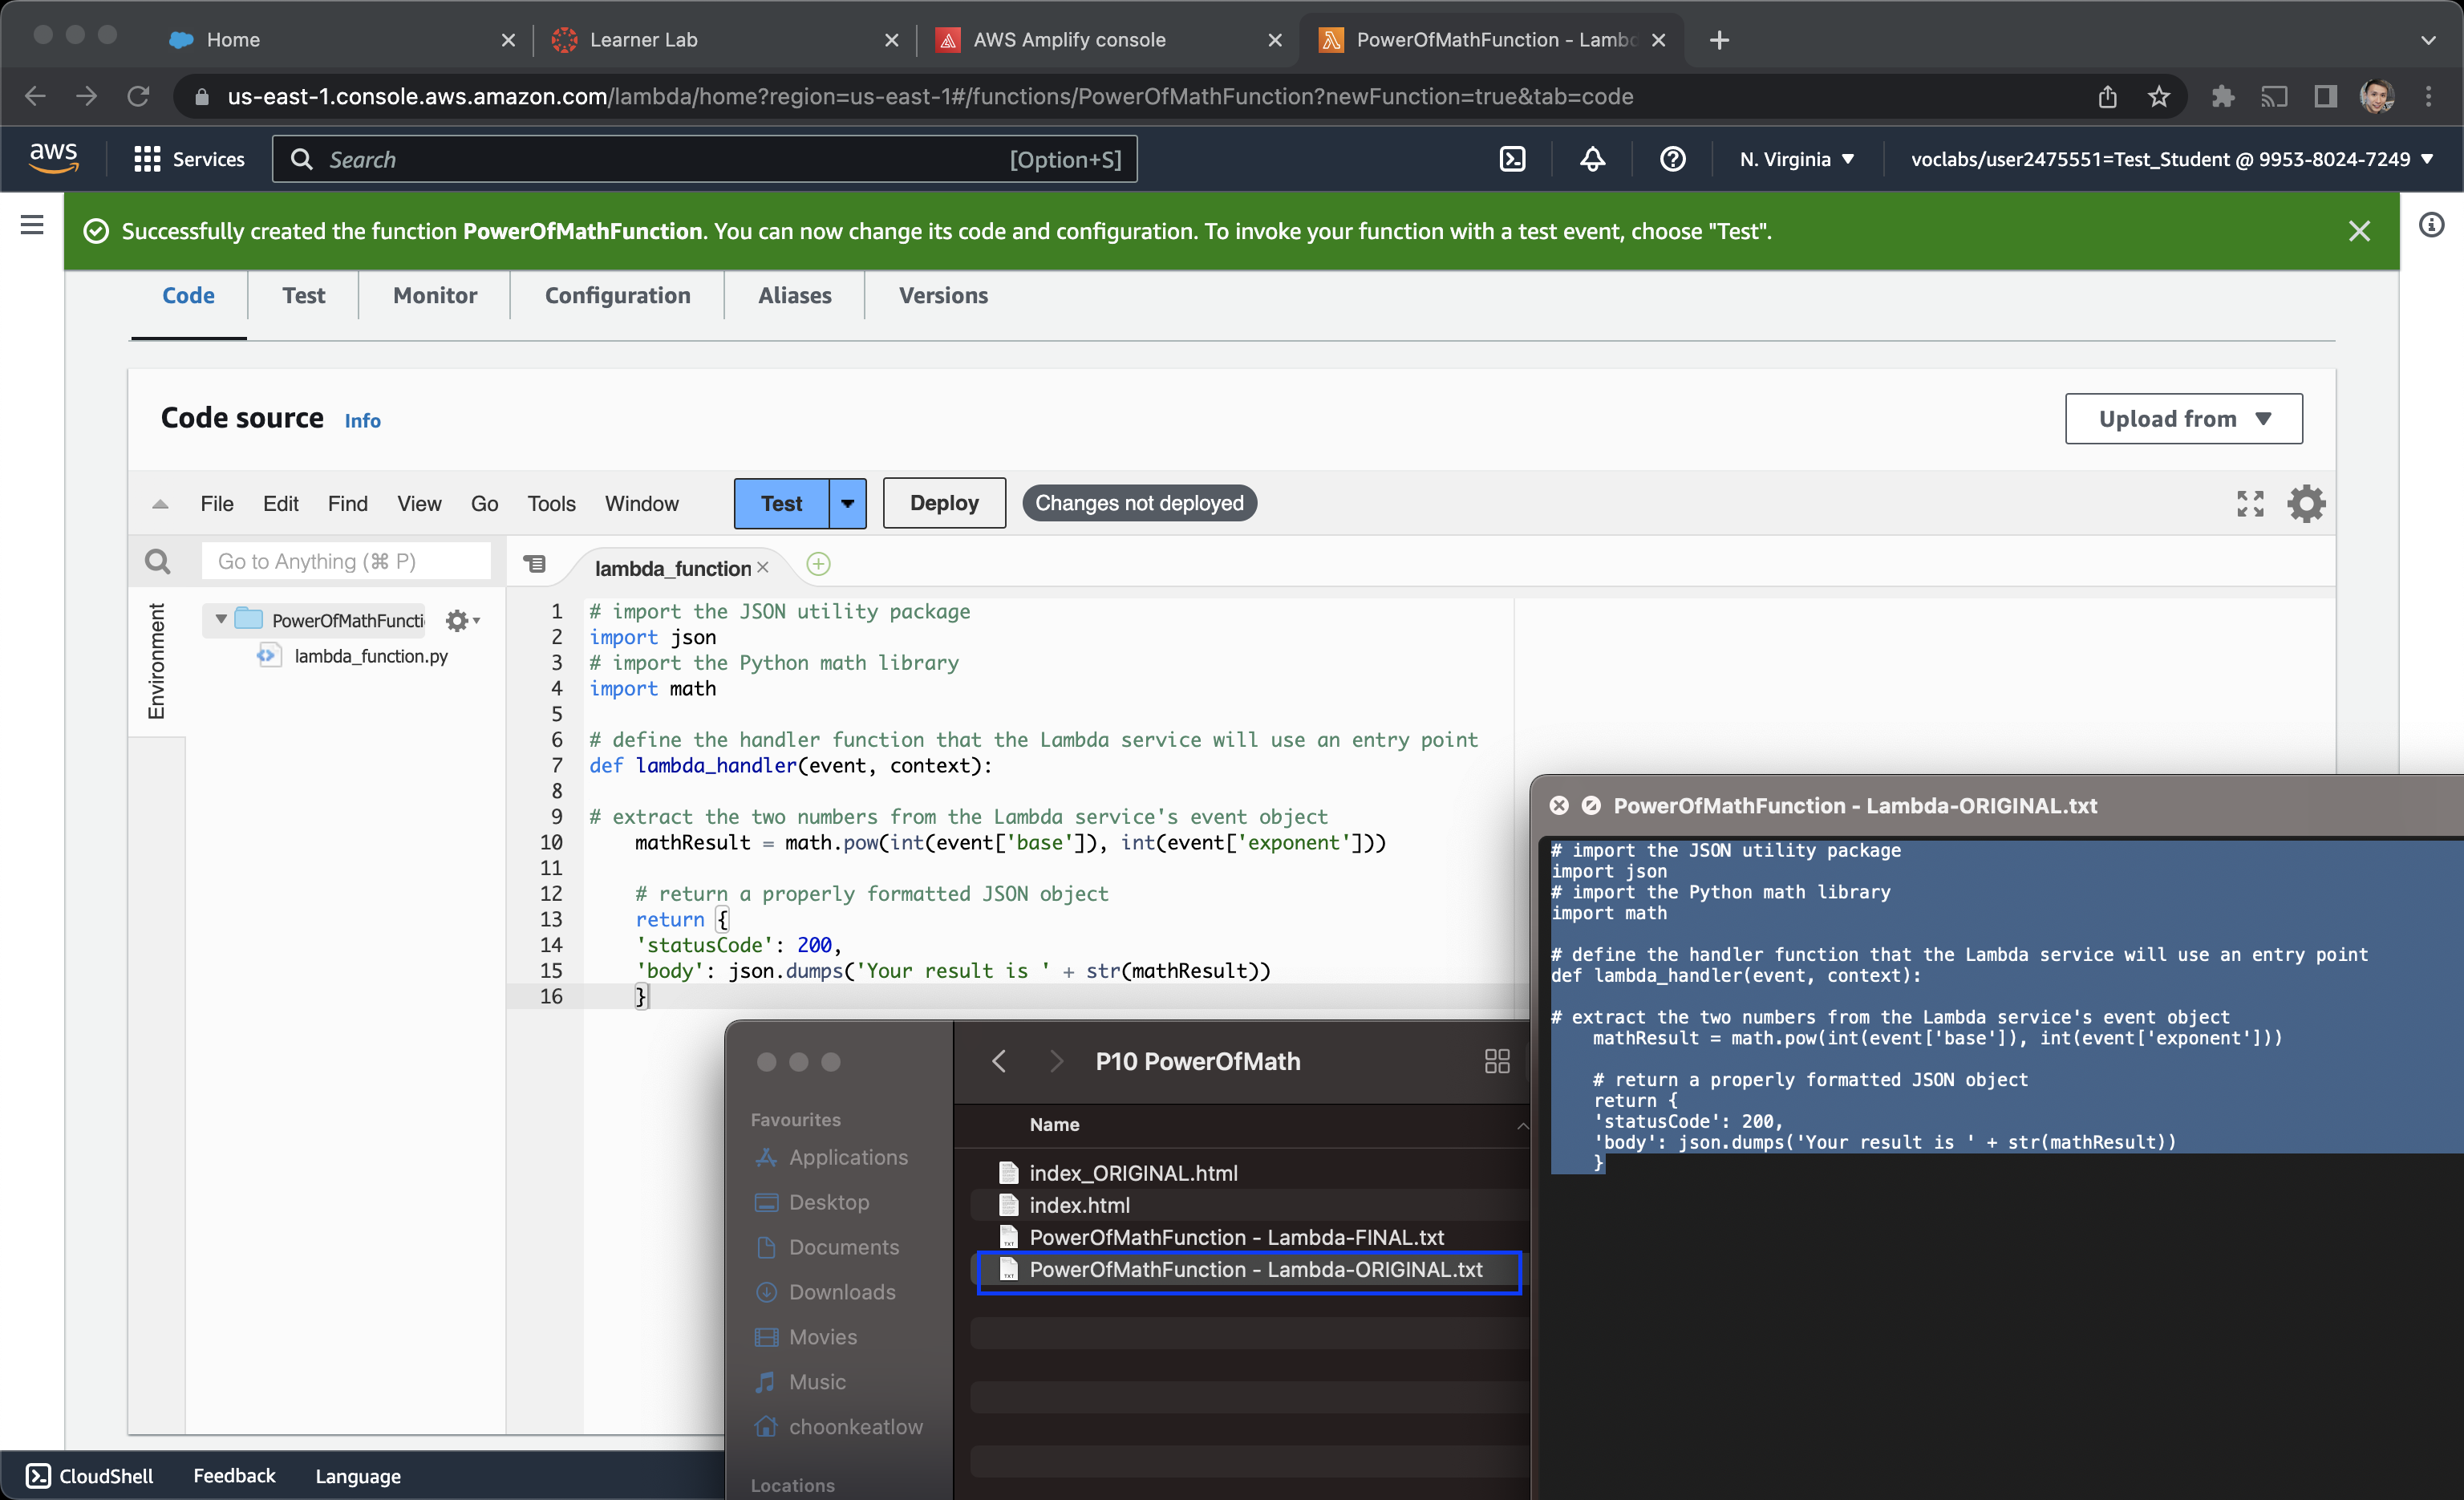 Home
Learner Lab
AWS Amplify console
PowerOfMathFunction - Lambd
us-east-1.console.aws.amazon.com/lambda/home?region=us-east-1#/functions/PowerOfMathFunction?newFunction=true&tab=code
aws
Services
Search
[Option+S]
N. Virginia
voclabs/user2475551=Test_Student @ 9953-8024-7249
Successfully created the function PowerOfMathFunction. You can now change its code and configuration. To invoke your function with a test event, choose "Test".
Code
Test
Monitor
Configuration
Aliases
Versions
Code source
Info
Upload from
File
Edit
Find
View
Go
Tools
Window
Test
Deploy
Changes not deployed
Go to Anything (⌘ P)
lambda_function
Environment
PowerOfMathFuncti
lambda_function.py
1 # import the JSON utility package
2 import json
3 # import the Python math library
4 import math
5
6 # define the handler function that the Lambda service will use an entry point
7 def lambda_handler(event, context):
8
9 # extract the two numbers from the Lambda service's event object
10     mathResult = math.pow(int(event['base']), int(event['exponent']))
11
12     # return a properly formatted JSON object
13     return {
14     'statusCode': 200,
15     'body': json.dumps('Your result is ' + str(mathResult))
16     }
PowerOfMathFunction - Lambda-ORIGINAL.txt
# import the JSON utility package
import json
# import the Python math library
import math
# define the handler function that the Lambda service will use an entry point
def lambda_handler(event, context):
# extract the two numbers from the Lambda service's event object
    mathResult = math.pow(int(event['base']), int(event['exponent']))
    # return a properly formatted JSON object
    return {
    'statusCode': 200,
    'body': json.dumps('Your result is ' + str(mathResult))
    }
P10 PowerOfMath
Favourites
Applications
Desktop
Documents
Downloads
Movies
Music
choonkeatlow
Locations
Name
index_ORIGINAL.html
index.html
PowerOfMathFunction - Lambda-FINAL.txt
PowerOfMathFunction - Lambda-ORIGINAL.txt
CloudShell
Feedback
Language